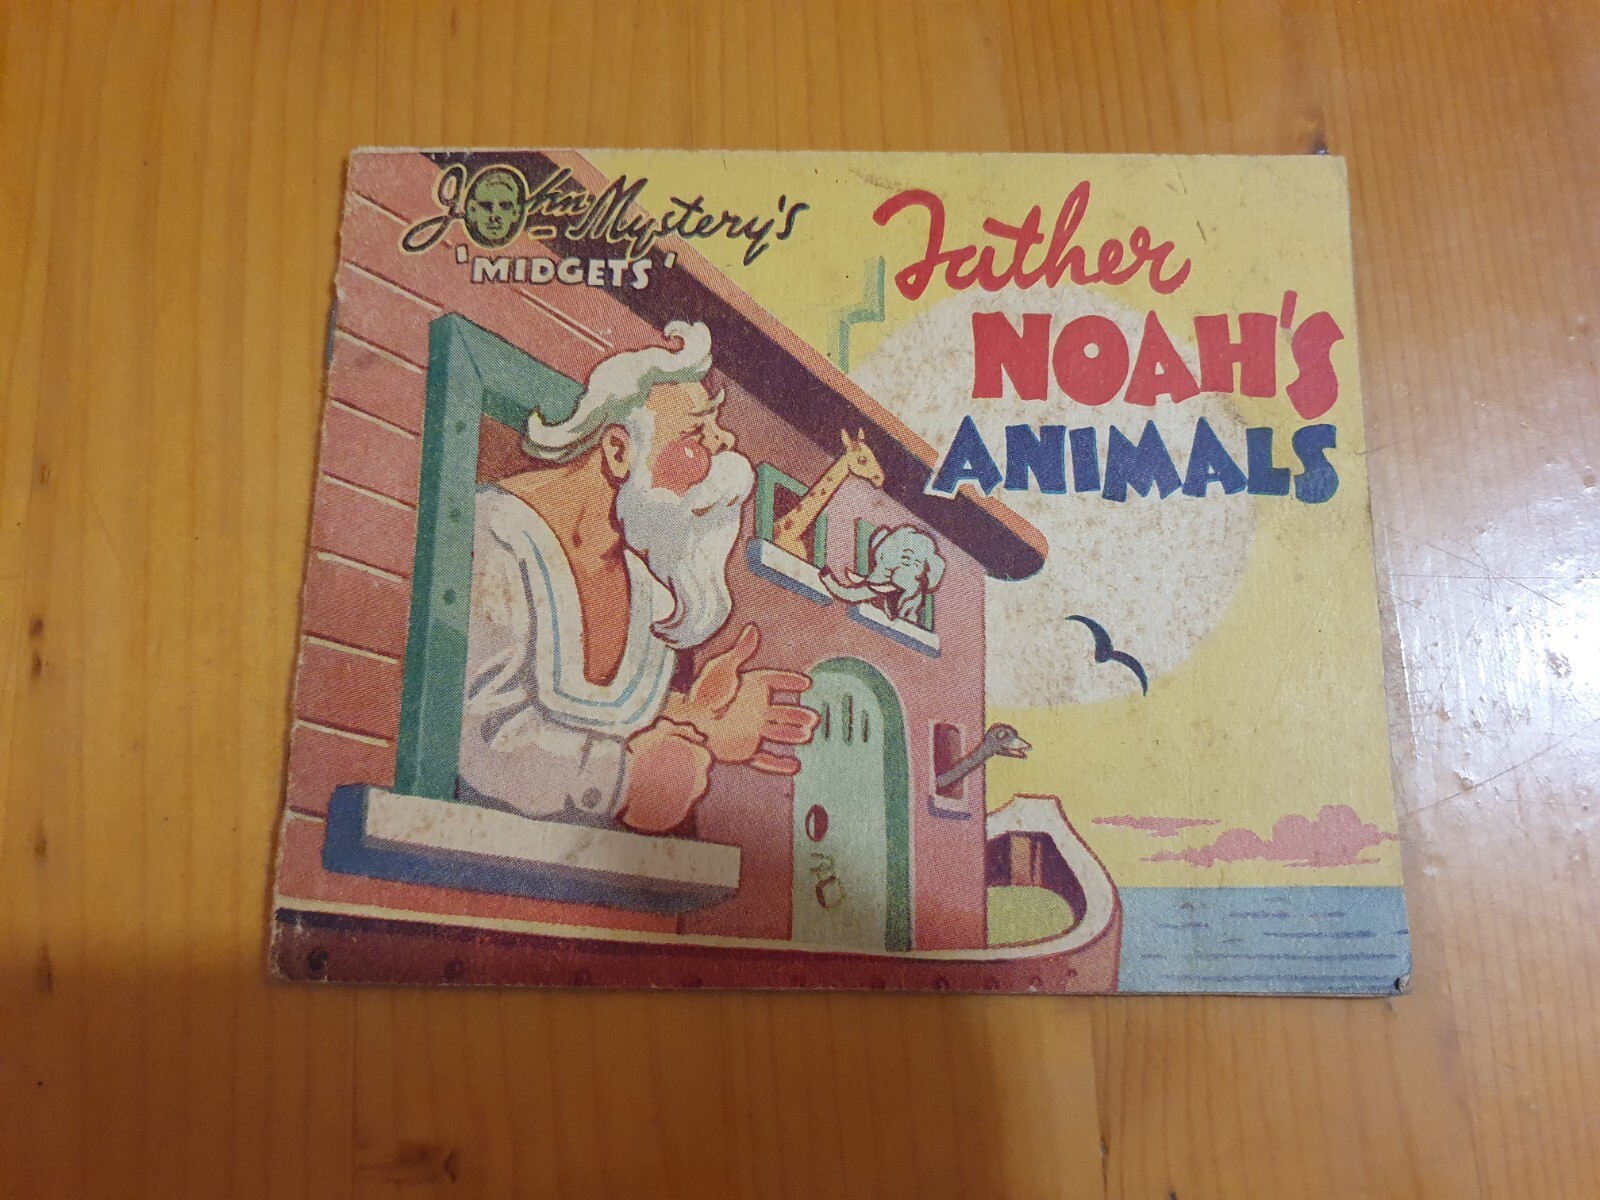 John Mystery's
'MIDGETS'
Father
NOAH'S
ANIMALS